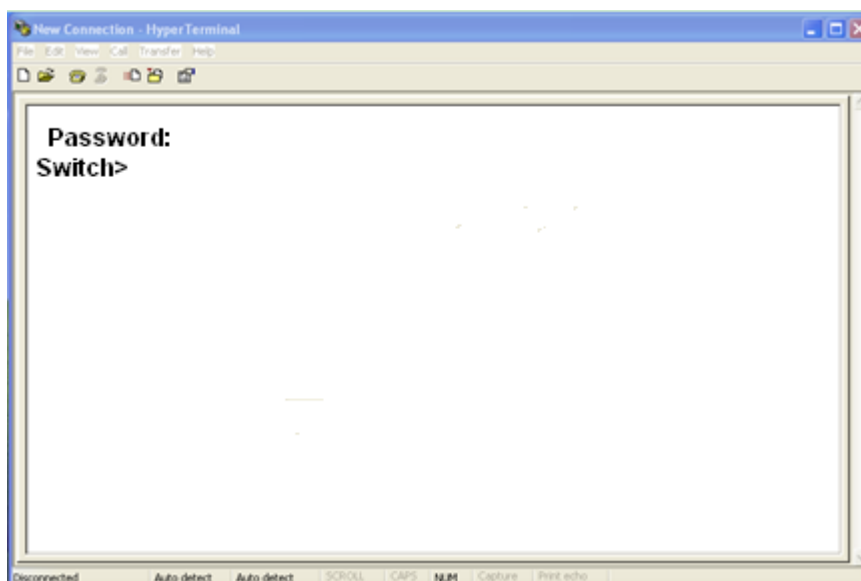 New Connection - HyperTerminal
File Edit View Call Transfer Help
Password:
Switch>
Disconnected Auto detect Auto detect SCROLL CAPS NUM Capture Print echo